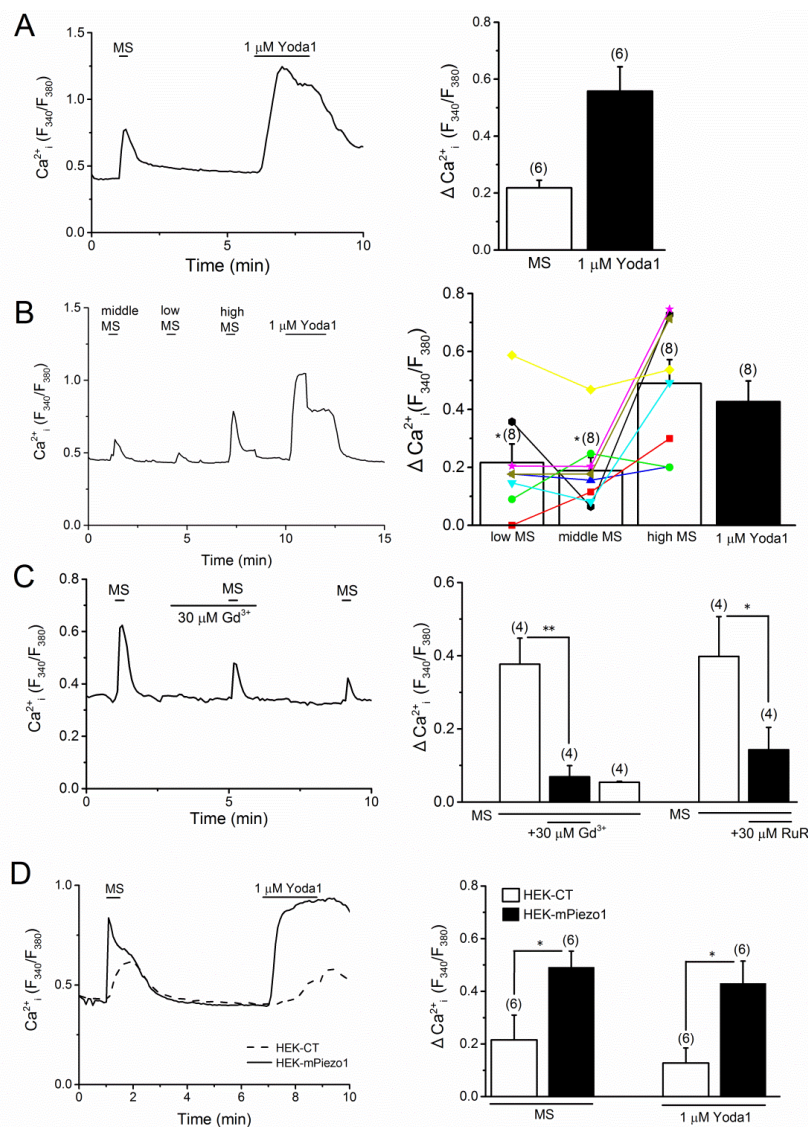 A
MS
1 μM Yoda1
1.5
1.0
0.5
0.0
Ca²⁺ᵢ (F₃₄₀/F₃₈₀)
0
5
10
Time (min)
0.8
0.6
0.4
0.2
0.0
Δ Ca²⁺ᵢ (F₃₄₀/F₃₈₀)
(6)
(6)
MS
1 μM Yoda1
B
middle
MS
low
MS
high
MS
1 μM Yoda1
1.5
1.0
0.5
0.0
Ca²⁺ᵢ (F₃₄₀/F₃₈₀)
0
5
10
15
Time (min)
0.8
0.6
0.4
0.2
0.0
Δ Ca²⁺ᵢ(F₃₄₀/F₃₈₀)
*(8)
*(8)
(8)
(8)
low MS
middle MS
high MS
1 μM Yoda1
C
MS
MS
MS
30 μM Gd³⁺
0.8
0.6
0.4
0.2
0.0
Ca²⁺ᵢ (F₃₄₀/F₃₈₀)
0
5
10
Time (min)
0.6
0.4
0.2
0.0
Δ Ca²⁺ᵢ (F₃₄₀/F₃₈₀)
(4)
**
(4)
(4)
(4)
*
(4)
MS
+30 μM Gd³⁺
MS
+30 μM RuR
D
MS
1 μM Yoda1
1.0
0.5
0.0
Ca²⁺ᵢ (F₃₄₀/F₃₈₀)
HEK-CT
HEK-mPiezo1
0
2
4
6
8
10
Time (min)
HEK-CT
HEK-mPiezo1
0.8
0.6
0.4
0.2
0.0
Δ Ca²⁺ᵢ (F₃₄₀/F₃₈₀)
(6)
*
(6)
(6)
*
(6)
MS
1 μM Yoda1